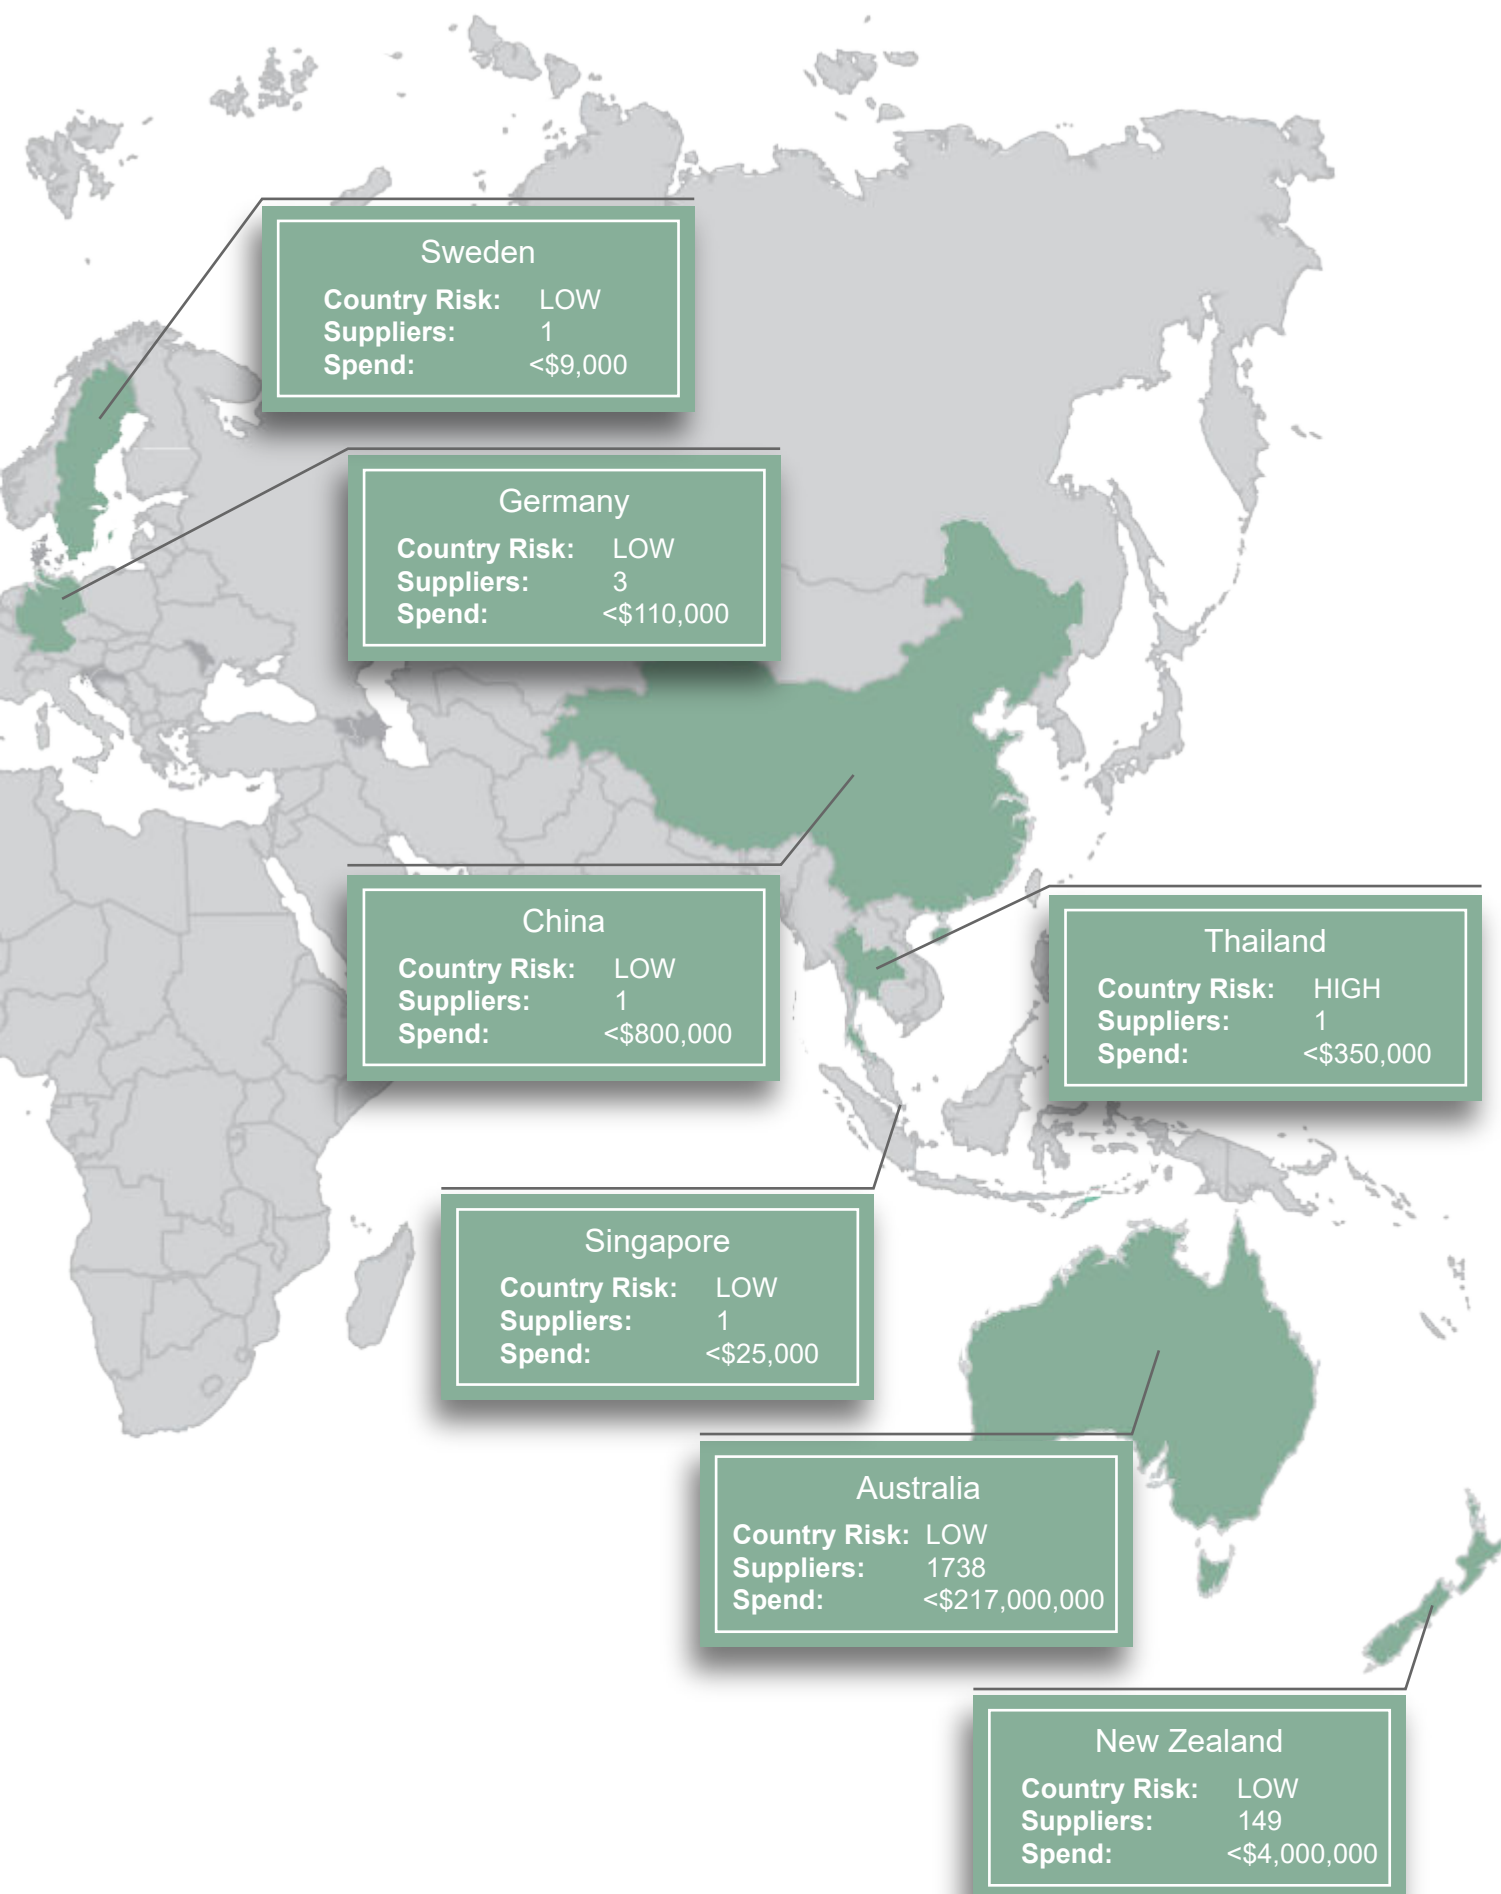 Sweden
Country Risk: LOW
Suppliers: 1
Spend: <$9,000
Germany
Country Risk: LOW
Suppliers: 3
Spend: <$110,000
China
Country Risk: LOW
Suppliers: 1
Spend: <$800,000
Thailand
Country Risk: HIGH
Suppliers: 1
Spend: <$350,000
Singapore
Country Risk: LOW
Suppliers: 1
Spend: <$25,000
Australia
Country Risk: LOW
Suppliers: 1738
Spend: <$217,000,000
New Zealand
Country Risk: LOW
Suppliers: 149
Spend: <$4,000,000